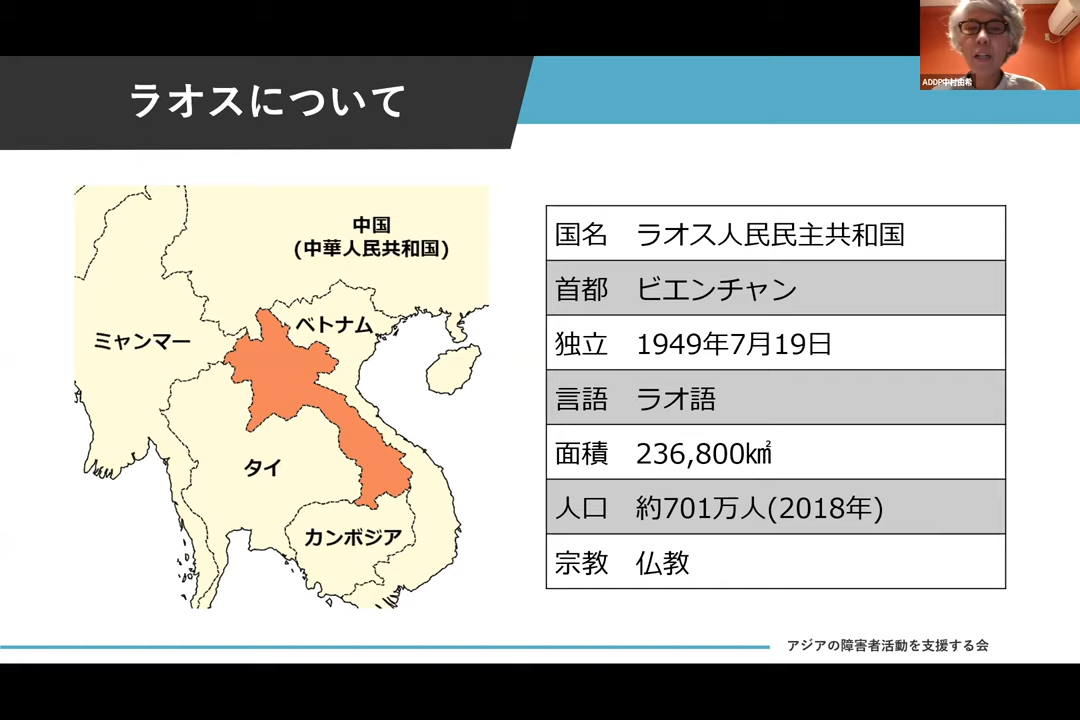 ADDP中村由希
ラオスについて
中国
(中華人民共和国)
ミャンマー
ベトナム
タイ
カンボジア
国名 ラオス人民民主共和国
首都 ビエンチャン
独立 1949年7月19日
言語 ラオ語
面積 236,800㎢
人口 約701万人(2018年)
宗教 仏教
アジアの障害者活動を支援する会